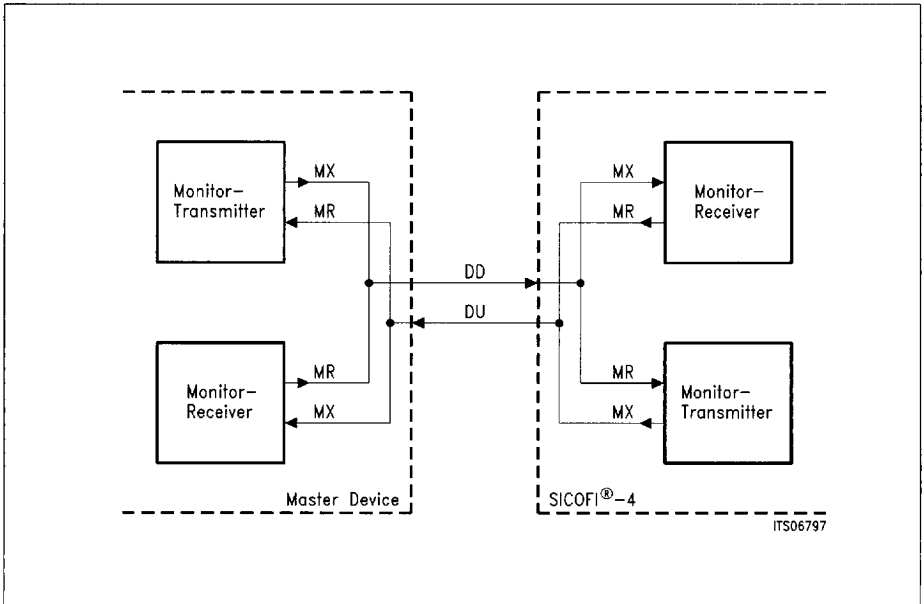 Monitor-
Transmitter
MX
MR
Monitor-
Receiver
MR
MX
Master Device
DD
DU
MX
MR
Monitor-
Receiver
MR
MX
Monitor-
Transmitter
SICOFI®-4
ITS06797